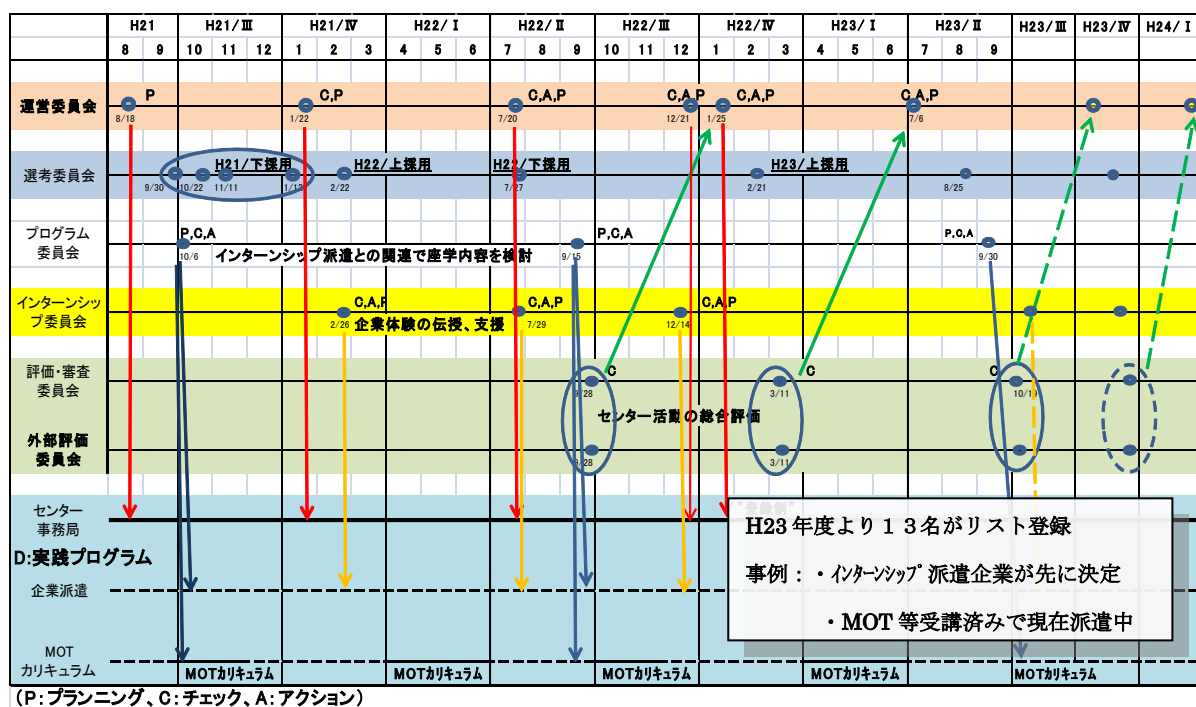 H21 H21/Ⅲ H21/Ⅳ H22/Ⅰ H22/Ⅱ H22/Ⅲ H22/Ⅳ H23/Ⅰ H23/Ⅱ H23/Ⅲ H23/Ⅳ H24/Ⅰ
8 9 10 11 12 1 2 3 4 5 6 7 8 9 10 11 12 1 2 3 4 5 6 7 8 9
運営委員会 P C,P C,A,P C,A,P C,A,P C,A,P
8/18 1/22 7/20 12/21 1/25 7/6
H21/下採用 H22/上採用 H22/下採用 H23/上採用
選考委員会
9/30 10/22 11/11 2/22 7/27 2/21 8/25
プログラム
委員会
P,C,A P,C,A P,C,A
10/6 インターンシップ派遣との関連で座学内容を検討 9/15 9/30
インターンシッ
プ委員会
C,A,P C,A,P C,A,P
2/26 企業体験の伝授、支援 7/29 12/14
評価・審査
委員会
C C C
9/28 3/11 10/19
センター活動の総合評価
外部評価
委員会
9/28 3/11
センター
事務局
"登録制"
D:実践プログラム
企業派遣
H23年度より13名がリスト登録
事例：・インターンシップ派遣企業が先に決定
・MOT等受講済みで現在派遣中
MOT
カリキュラム
MOTカリキュラム MOTカリキュラム MOTカリキュラム MOTカリキュラム MOTカリキュラム
(P:プランニング、C:チェック、A:アクション)